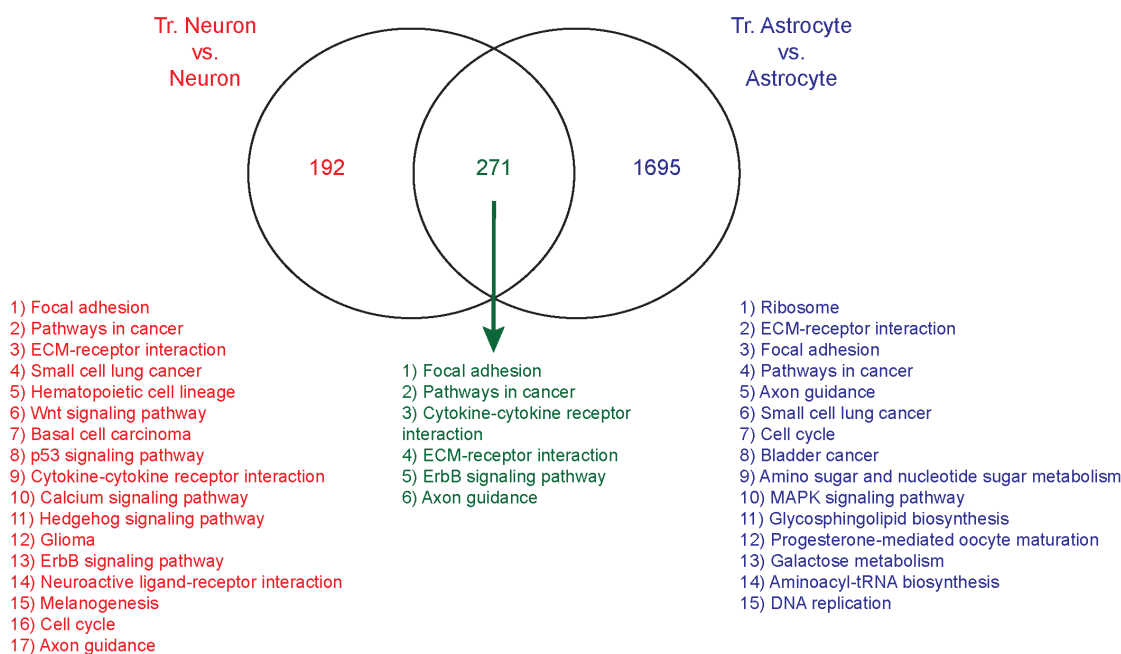 Tr. Neuron
vs.
Neuron
Tr. Astrocyte
vs.
Astrocyte
192
271
1695
1) Focal adhesion
2) Pathways in cancer
3) ECM-receptor interaction
4) Small cell lung cancer
5) Hematopoietic cell lineage
6) Wnt signaling pathway
7) Basal cell carcinoma
8) p53 signaling pathway
9) Cytokine-cytokine receptor interaction
10) Calcium signaling pathway
11) Hedgehog signaling pathway
12) Glioma
13) ErbB signaling pathway
14) Neuroactive ligand-receptor interaction
15) Melanogenesis
16) Cell cycle
17) Axon guidance
1) Focal adhesion
2) Pathways in cancer
3) Cytokine-cytokine receptor
interaction
4) ECM-receptor interaction
5) ErbB signaling pathway
6) Axon guidance
1) Ribosome
2) ECM-receptor interaction
3) Focal adhesion
4) Pathways in cancer
5) Axon guidance
6) Small cell lung cancer
7) Cell cycle
8) Bladder cancer
9) Amino sugar and nucleotide sugar metabolism
10) MAPK signaling pathway
11) Glycosphingolipid biosynthesis
12) Progesterone-mediated oocyte maturation
13) Galactose metabolism
14) Aminoacyl-tRNA biosynthesis
15) DNA replication